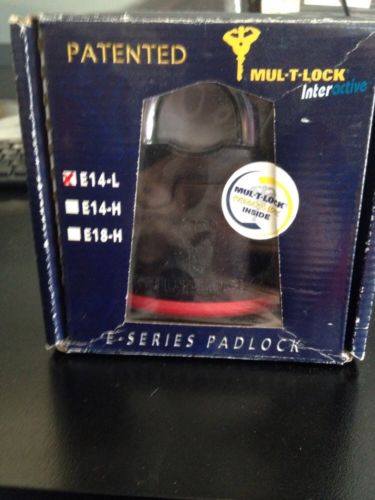 PATENTED
MUL-T-LOCK
Interactive
E14-L
E14-H
E18-H
MUL-T-LOCK
INSIDE
E-SERIES PADLOCK